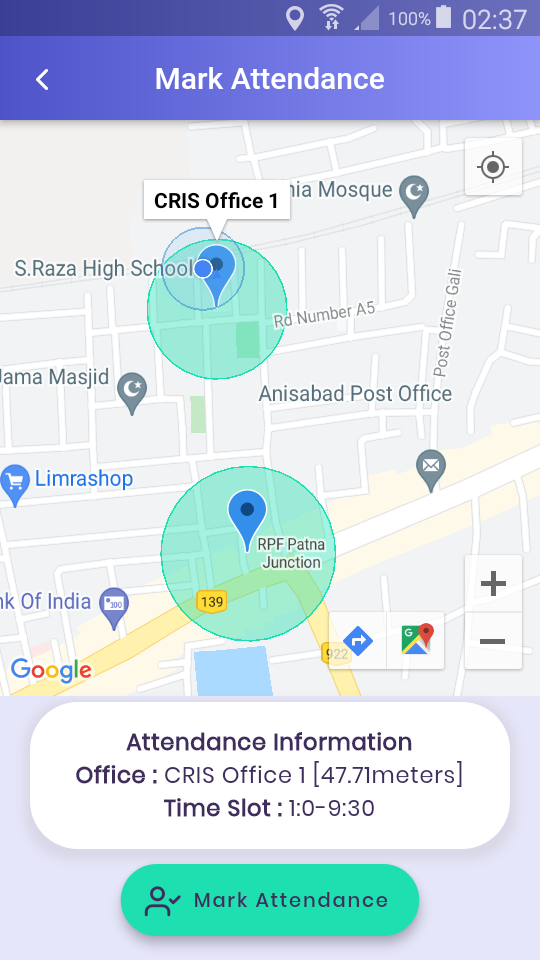 100% 02:37
Mark Attendance
nia Mosque
CRIS Office 1
S.Raza High School
Rd Number A5
Post Office Gali
Jama Masjid
Anisabad Post Office
Limrashop
RPF Patna
Junction
139
nk Of India
100
922
G
Google
Attendance Information
Office : CRIS Office 1 [47.71meters]
Time Slot : 1:0-9:30
Mark Attendance